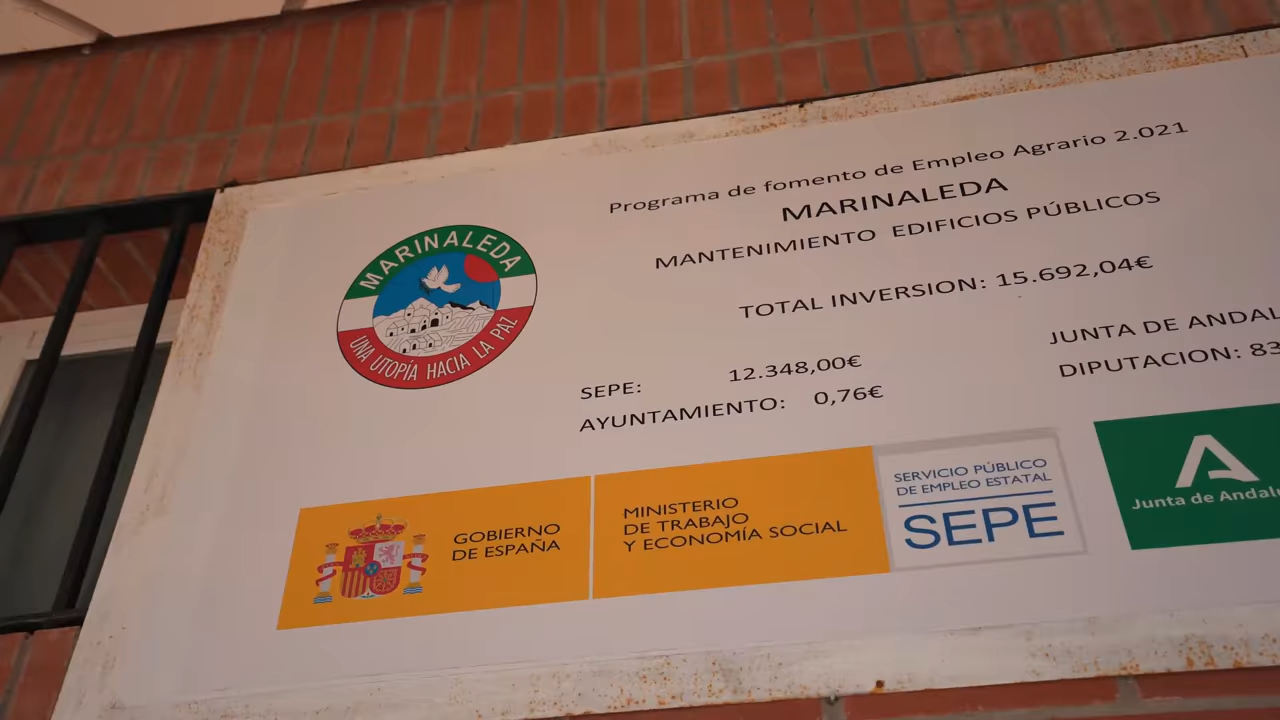 Programa de fomento de Empleo Agrario 2.021
MARINALEDA
MANTENIMIENTO EDIFICIOS PÚBLICOS
TOTAL INVERSION: 15.692,04€
SEPE: 12.348,00€
AYUNTAMIENTO: 0,76€
JUNTA DE ANDAL
DIPUTACION: 83
MARINALEDA
UNA UTOPÍA HACIA LA PAZ
GOBIERNO
DE ESPAÑA
MINISTERIO
DE TRABAJO
Y ECONOMÍA SOCIAL
SERVICIO PÚBLICO
DE EMPLEO ESTATAL
SEPE
Junta de Andalu